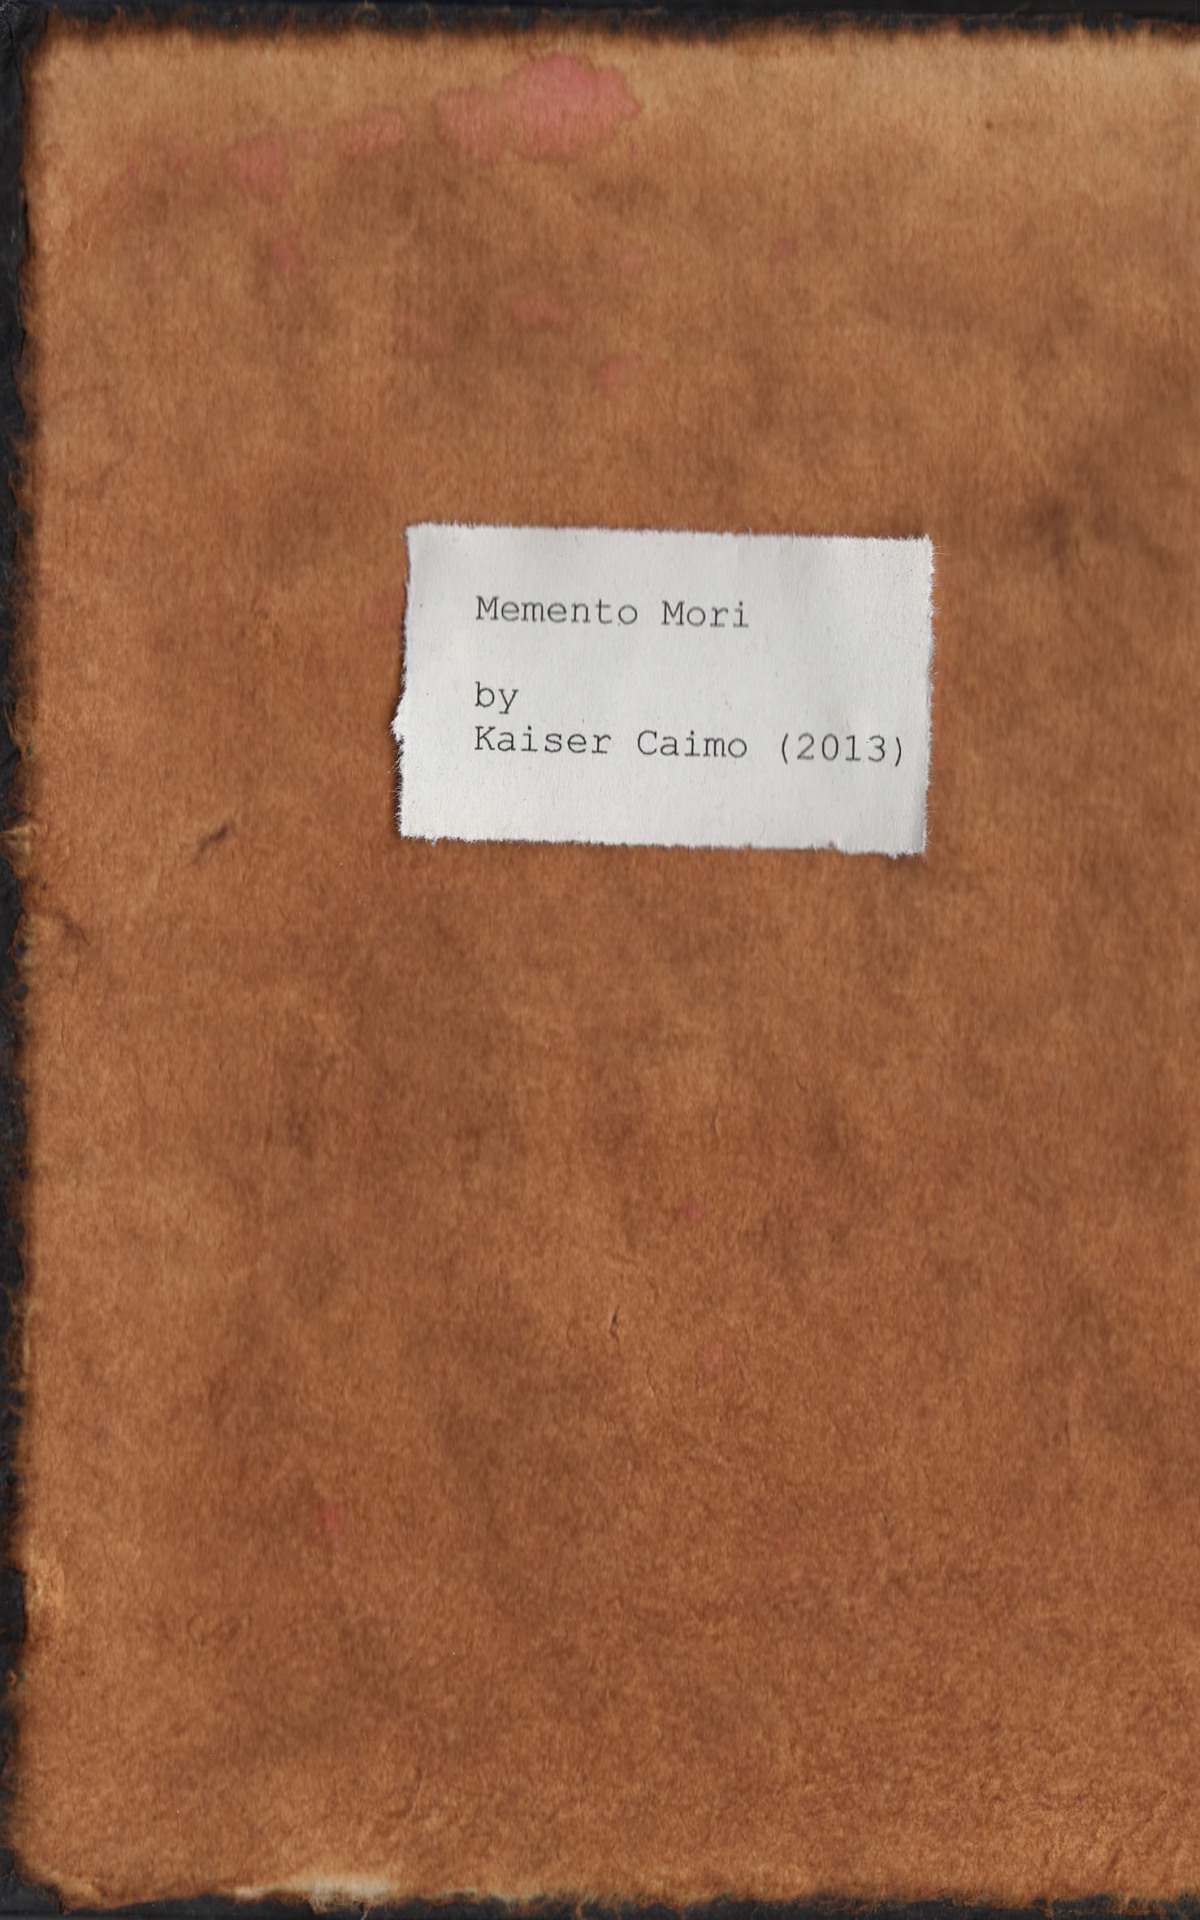 Memento Mori
by
Kaiser Caimo (2013)